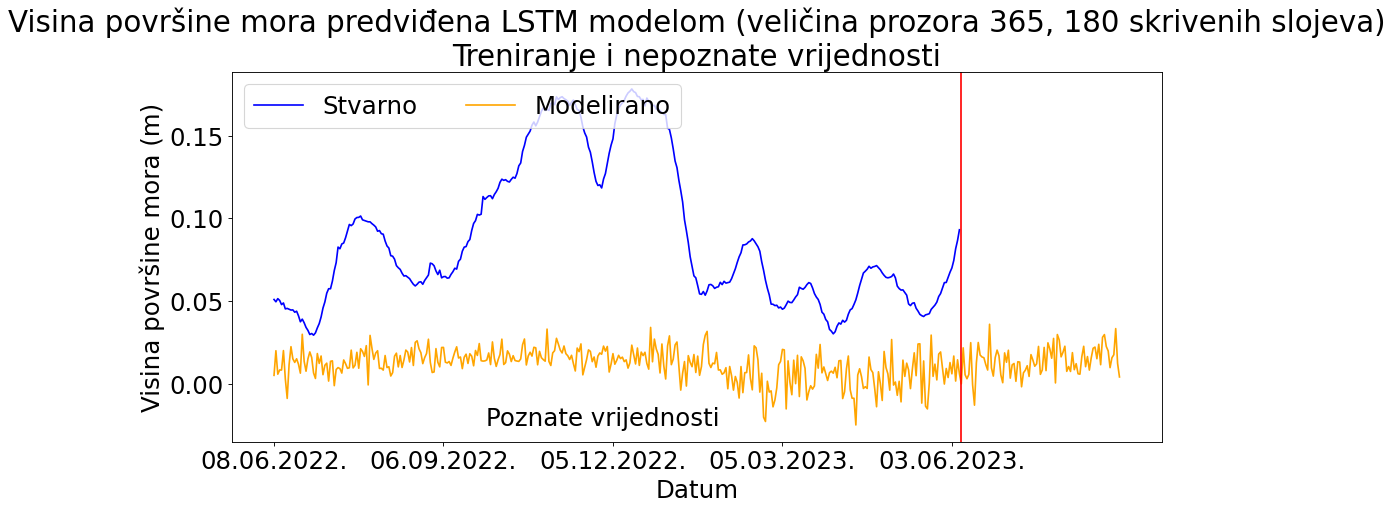 Visina površine mora predviđena LSTM modelom (veličina prozora 365, 180 skrivenih slojeva)
Treniranje i nepoznate vrijednosti
Stvarno
Modelirano
Visina površine mora (m)
0.15
0.10
0.05
0.00
Poznate vrijednosti
08.06.2022.
06.09.2022.
05.12.2022.
05.03.2023.
03.06.2023.
Datum